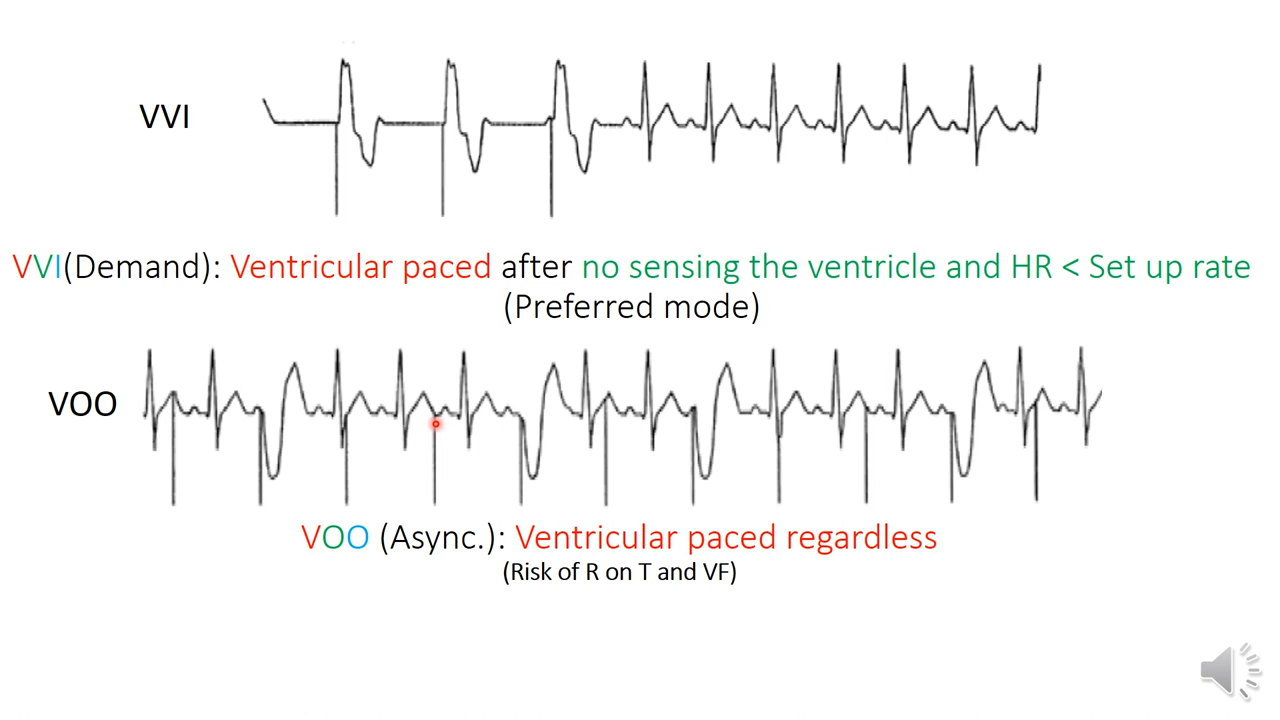 VVI
VVI(Demand): Ventricular paced after no sensing the ventricle and HR < Set up rate
(Preferred mode)
VOO
VOO (Async.): Ventricular paced regardless
(Risk of R on T and VF)